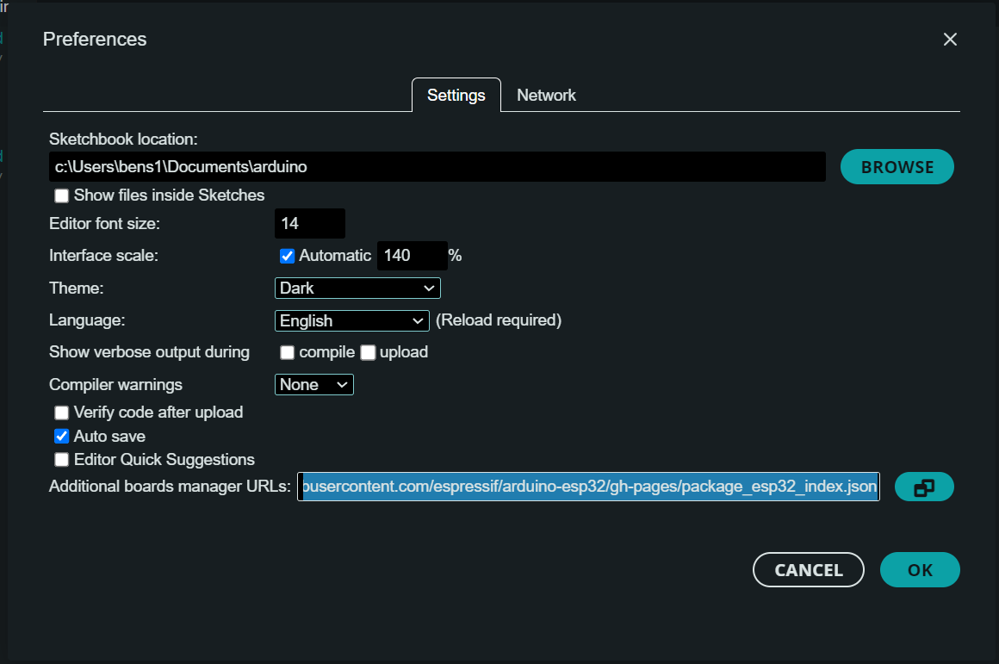 Preferences
Settings Network
Sketchbook location:
c:\Users\bens1\Documents\arduino BROWSE
Show files inside Sketches
Editor font size: 14
Interface scale: Automatic 140 %
Theme: Dark
Language: English (Reload required)
Show verbose output during compile upload
Compiler warnings None
Verify code after upload
Auto save
Editor Quick Suggestions
Additional boards manager URLs: busercontent.com/espressif/arduino-esp32/gh-pages/package_esp32_index.json
CANCEL OK